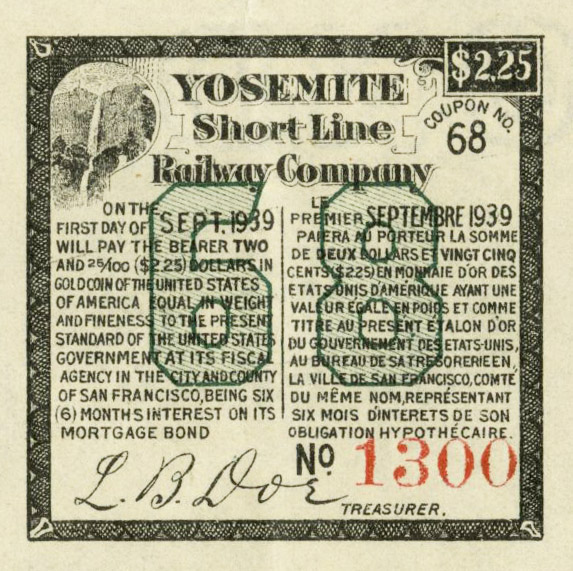 $2.25
YOSEMITE
Short Line
Railway Company
COUPON NO.
68
68
ON THE
FIRST DAY OF SEPT. 1939
WILL PAY THE BEARER TWO
AND 25/100 ($2.25) DOLLARS IN
GOLD COIN OF THE UNITED STATES
OF AMERICA EQUAL IN WEIGHT
AND FINENESS TO THE PRESENT
STANDARD OF THE UNITED STATES
GOVERNMENT AT ITS FISCAL
AGENCY IN THE CITY AND COUNTY
OF SAN FRANCISCO, BEING SIX
(6) MONTHS INTEREST ON ITS
MORTGAGE BOND
LE
PREMIER SEPTEMBRE 1939
PAIERA AU PORTEUR LA SOMME
DE DEUX DOLLARS ET VINGT CINQ
CENTS ($2.25) EN MONNAIE D'OR DES
ETATS UNIS D'AMERIQUE AYANT UNE
VALEUR ÉGALE EN POIDS ET COMME
TITRE AU PRESENT ETALON D'OR
DU GOUVERNEMENT DES ETATS-UNIS,
AU BUREAU DE SA TRESORERIE EN,
LA VILLE DE SAN FRANCISCO, COMTÉ
DU MÊME NOM, REPRÉSENTANT
SIX MOIS D'INTERETS DE SON
OBLIGATION HYPOTHÉCAIRE.
No 1300
L. B. Doe
TREASURER.